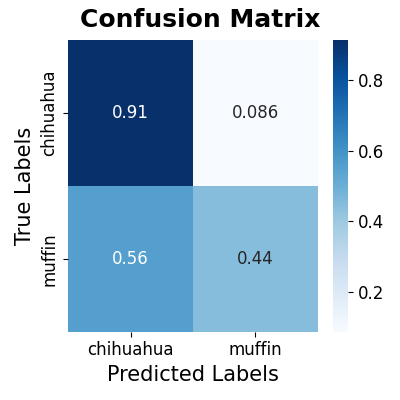 Confusion Matrix
True Labels
chihuahua
0.91
0.086
muffin
0.56
0.44
chihuahua
muffin
Predicted Labels
0.8
0.6
0.4
0.2